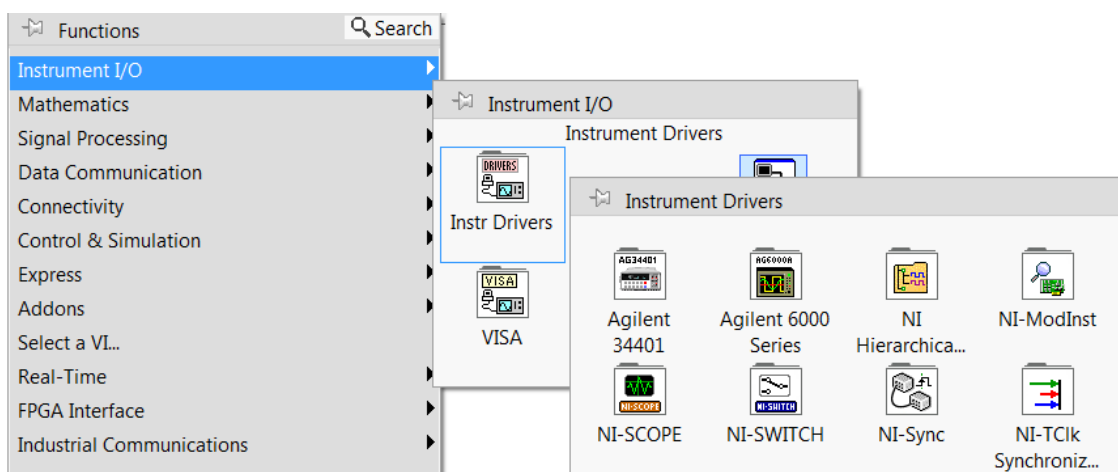 Functions
Search
Instrument I/O
Mathematics
Signal Processing
Data Communication
Connectivity
Control & Simulation
Express
Addons
Select a VI...
Real-Time
FPGA Interface
Industrial Communications
Instrument I/O
Instrument Drivers
DRIVERS
Instr Drivers
VISA
VISA
Instrument Drivers
AG34401
Agilent
34401
AG6000A
Agilent 6000
Series
NI
Hierarchica...
NI-ModInst
NI-SCOPE
NI-SCOPE
NI-SWITCH
NI-SWITCH
NI-Sync
NI-TClk
Synchroniz...